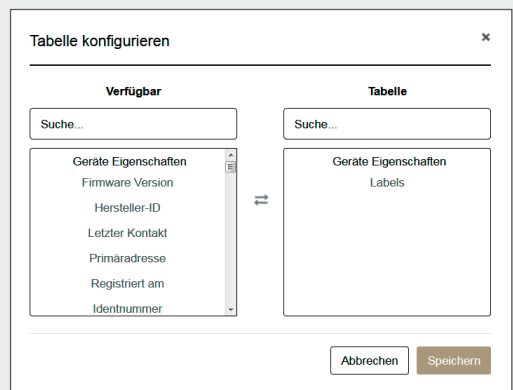 Tabelle konfigurieren
×
Verfügbar
Suche...
Geräte Eigenschaften
Firmware Version
Hersteller-ID
Letzter Kontakt
Primäradresse
Registriert am
Identnummer
Tabelle
Suche...
Geräte Eigenschaften
Labels
Abbrechen
Speichern